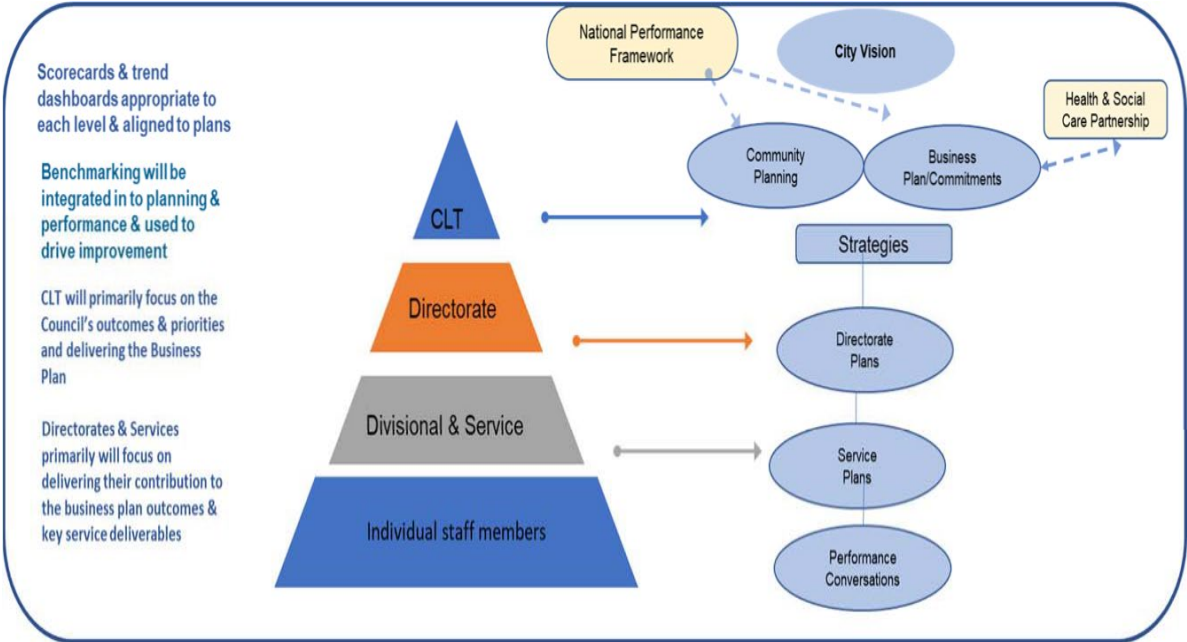 Scorecards & trend
dashboards appropriate to
each level & aligned to plans
Benchmarking will be
integrated in to planning &
performance & used to
drive improvement
CLT will primarily focus on the
Council's outcomes & priorities
and delivering the Business
Plan
Directorates & Services
primarily will focus on
delivering their contribution to
the business plan outcomes &
key service deliverables
CLT
Directorate
Divisional & Service
Individual staff members
National Performance
Framework
City Vision
Health & Social
Care Partnership
Community
Planning
Business
Plan/Commitments
Strategies
Directorate
Plans
Service
Plans
Performance
Conversations